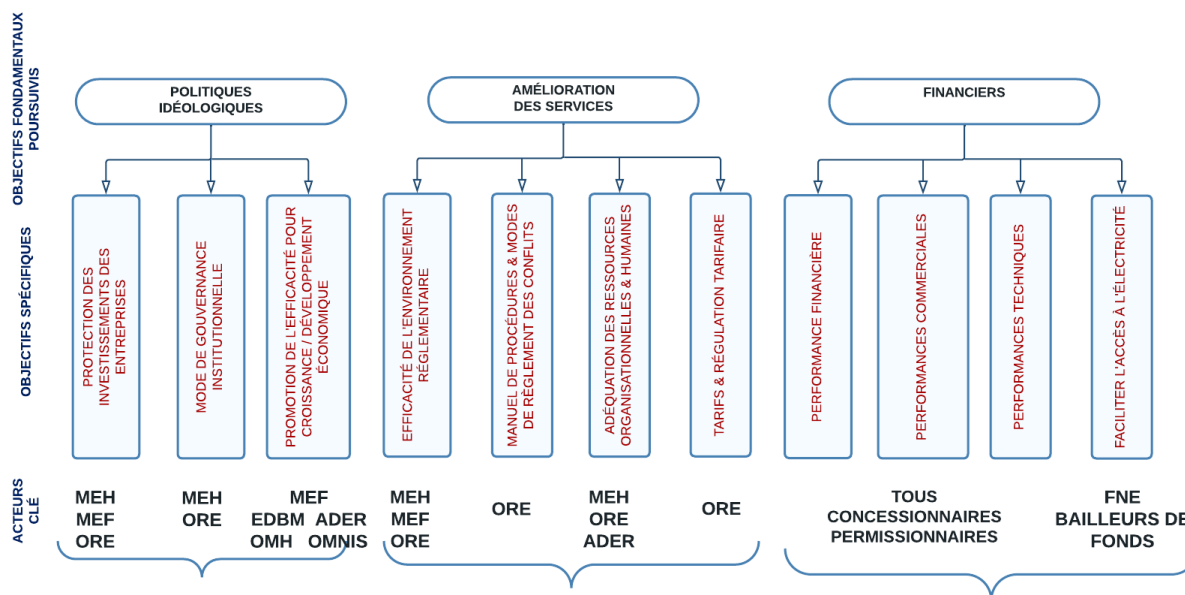 OBJECTIFS FONDAMENTAUX
POURSUIVIS
POLITIQUES
IDÉOLOGIQUES
AMÉLIORATION
DES SERVICES
FINANCIERS
OBJECTIFS SPÉCIFIQUES
PROTECTION DES
INVESTISSEMENTS DES
ENTREPRISES
MODE DE GOUVERNANCE
INSTITUTIONNELLE
PROMOTION DE L'EFFICACITÉ POUR
CROISSANCE / DÉVELOPPEMENT
ÉCONOMIQUE
EFFICACITÉ DE L'ENVIRONNEMENT
RÉGLEMENTAIRE
MANUEL DE PROCÉDURES & MODES
DE RÈGLEMENT DES CONFLITS
ADÉQUATION DES RESSOURCES
ORGANISATIONNELLES & HUMAINES
TARIFS & RÉGULATION TARIFAIRE
PERFORMANCE FINANCIÈRE
PERFORMANCES COMMERCIALES
PERFORMANCES TECHNIQUES
FACILITER L'ACCÈS À L'ÉLECTRICITÉ
ACTEURS
CLÉ
MEH
MEF
ORE
MEH
ORE
MEF
EDBM ADER
OMH OMNIS
MEH
MEF
ORE
ORE
MEH
ORE
ADER
ORE
TOUS
CONCESSIONNAIRES
PERMISSIONNAIRES
FNE
BAILLEURS DE
FONDS